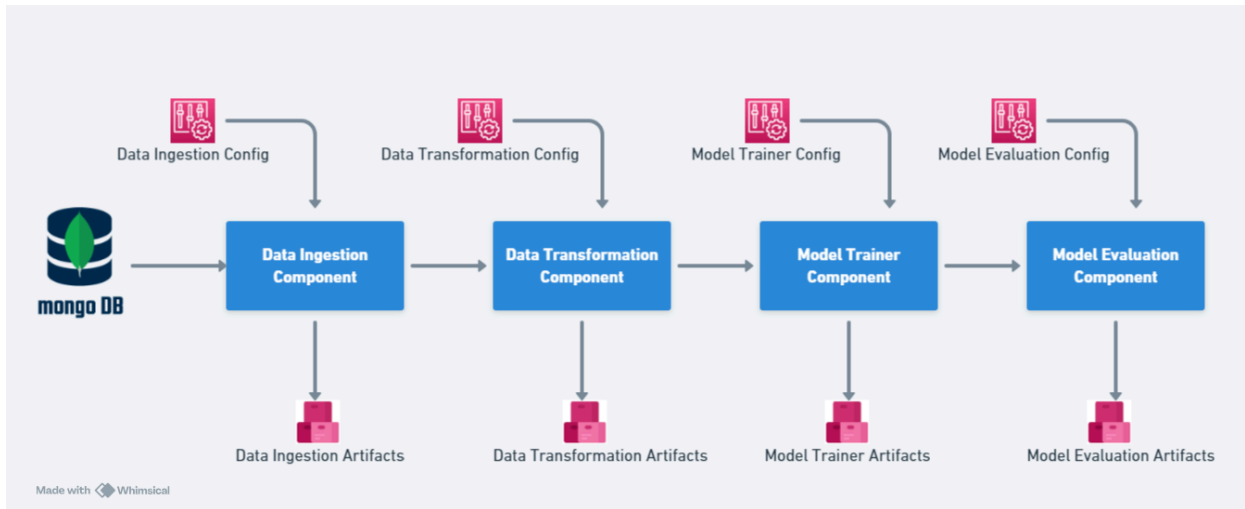 Data Ingestion Config
Data Transformation Config
Model Trainer Config
Model Evaluation Config
mongo DB
Data Ingestion
Component
Data Transformation
Component
Model Trainer
Component
Model Evaluation
Component
Data Ingestion Artifacts
Data Transformation Artifacts
Model Trainer Artifacts
Model Evaluation Artifacts
Made with Whimsical